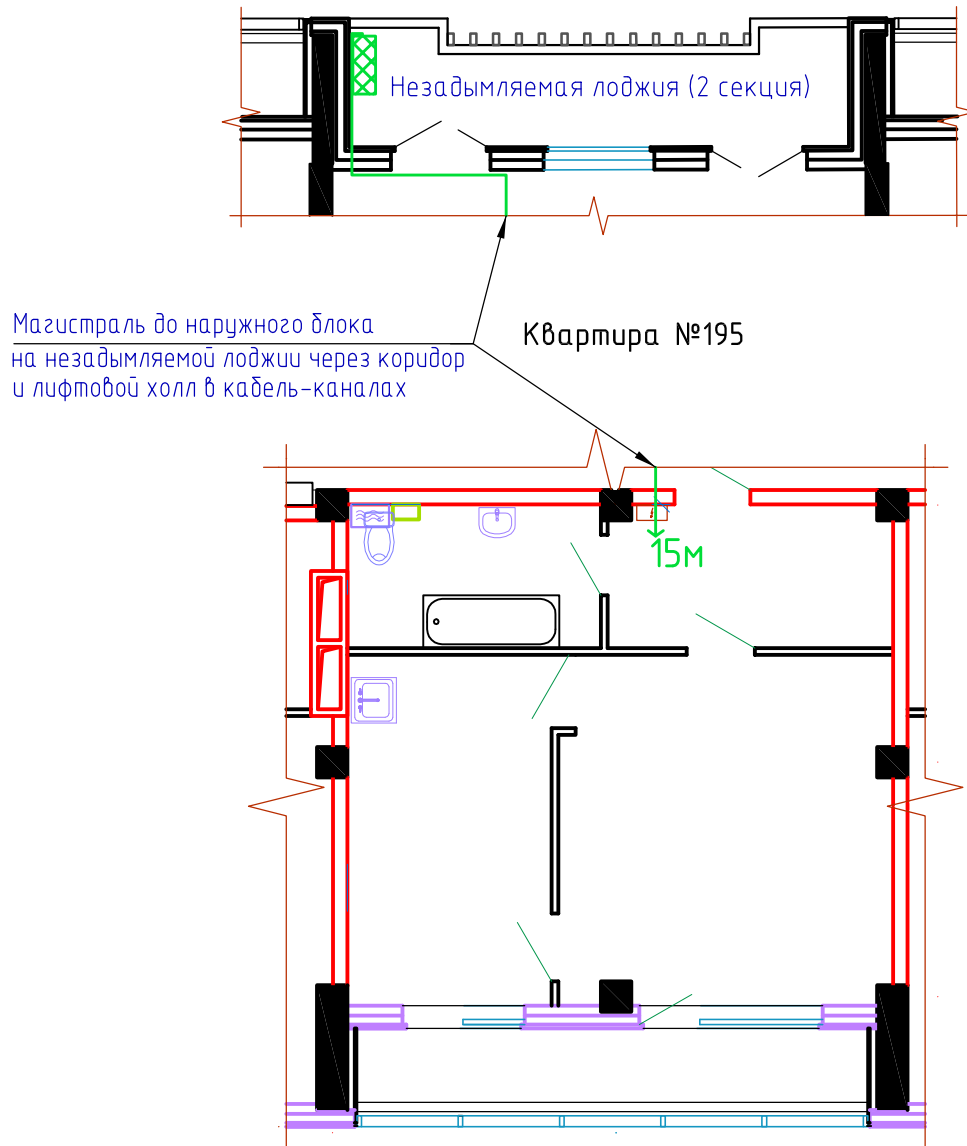 Незадымляемая лоджия (2 секция)
Магистраль до наружного блока
на незадымляемой лоджии через коридор
и лифтовой холл в кабель-каналах
Квартира №195
15м